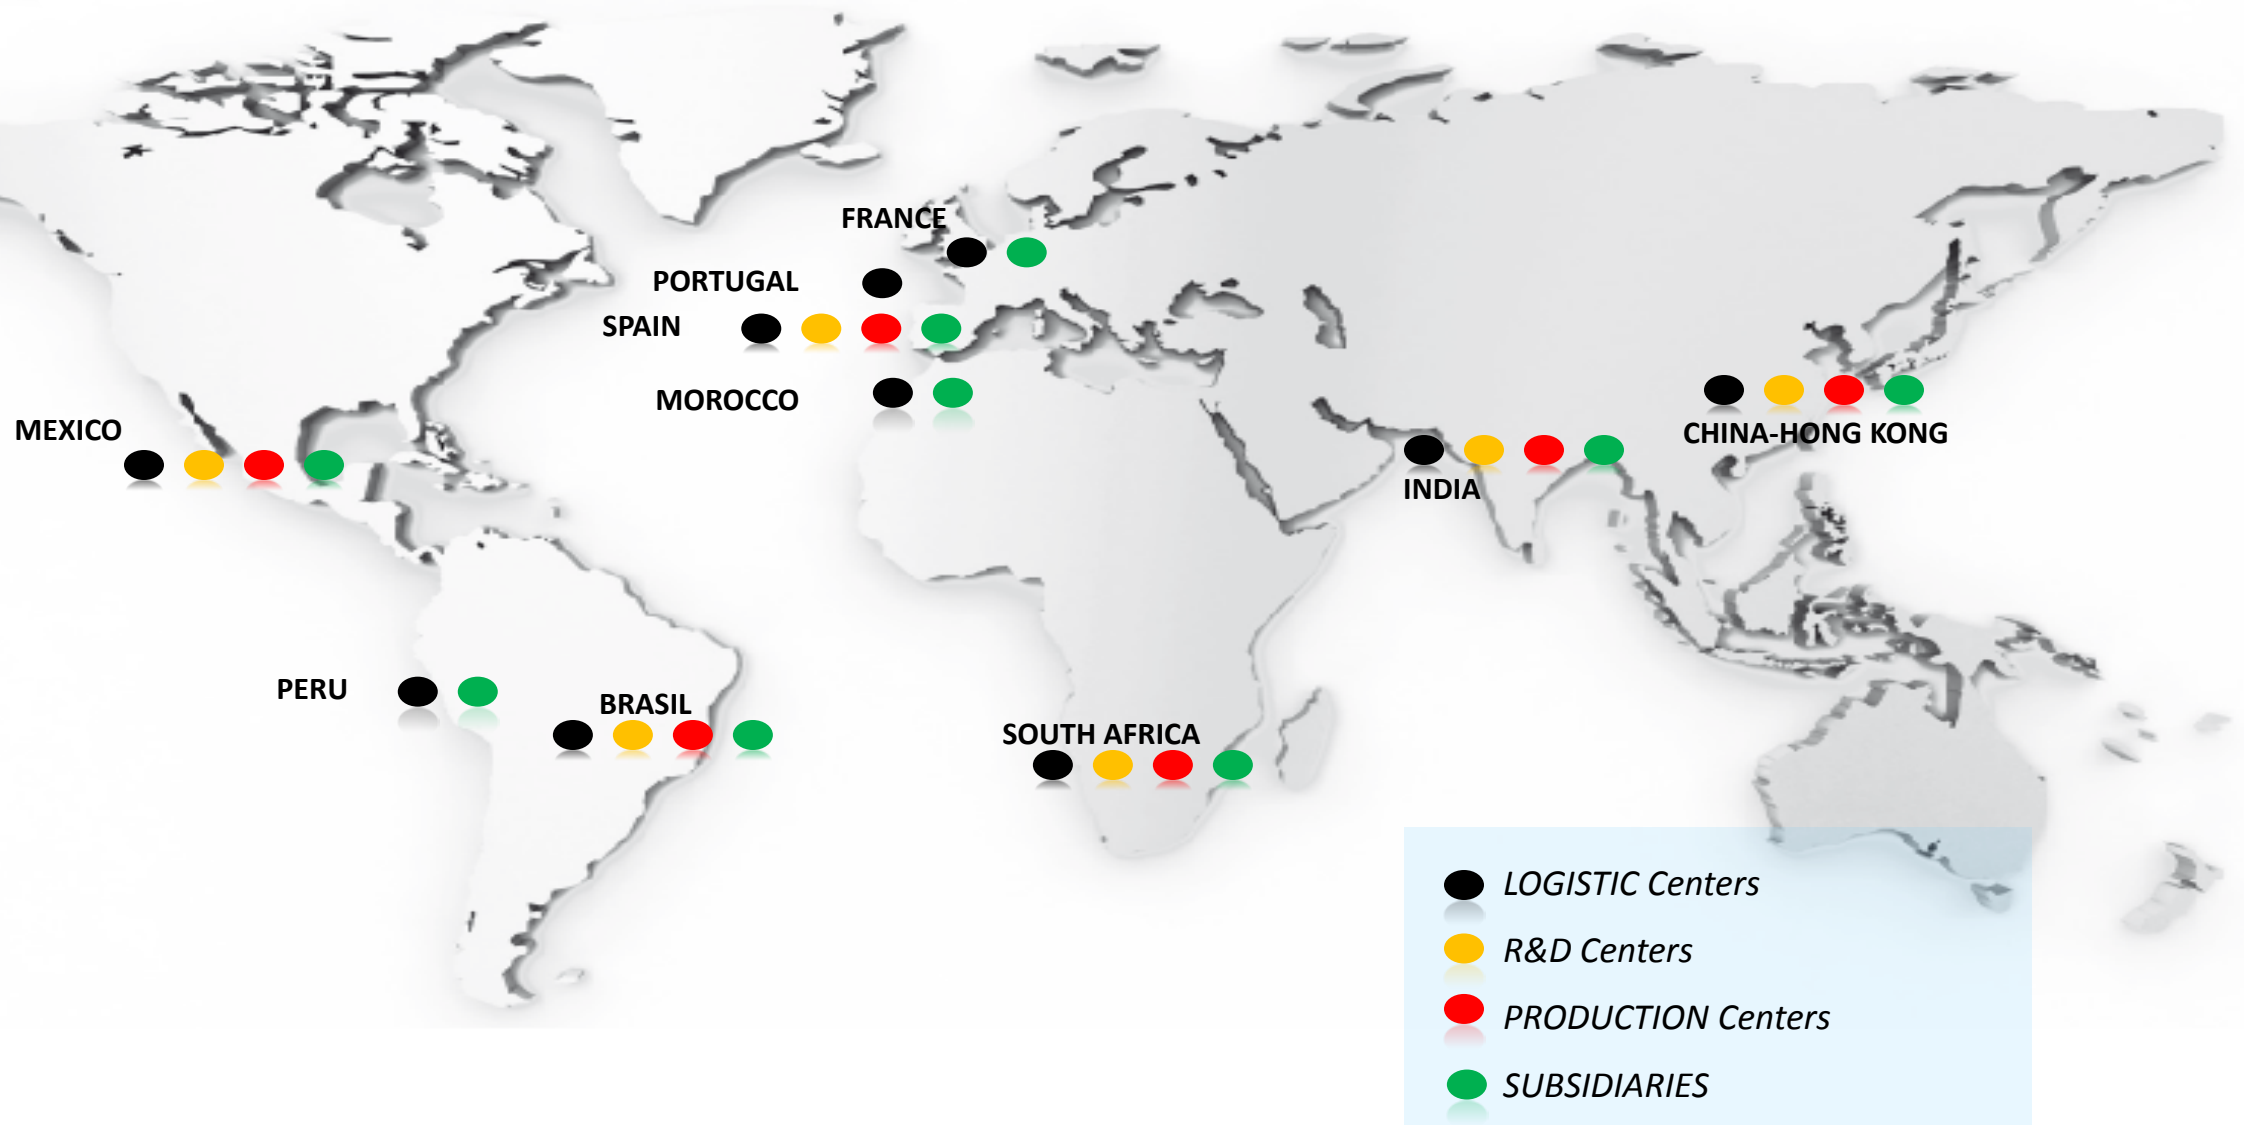 FRANCE
PORTUGAL
SPAIN
MOROCCO
MEXICO
CHINA-HONG KONG
INDIA
PERU
BRASIL
SOUTH AFRICA
LOGISTIC Centers
R&D Centers
PRODUCTION Centers
SUBSIDIARIES